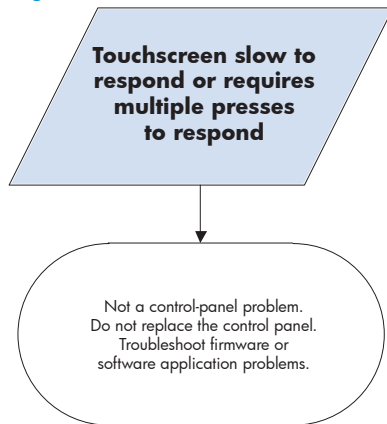 Touchscreen slow to
respond or requires
multiple presses
to respond
Not a control-panel problem.
Do not replace the control panel.
Troubleshoot firmware or
software application problems.